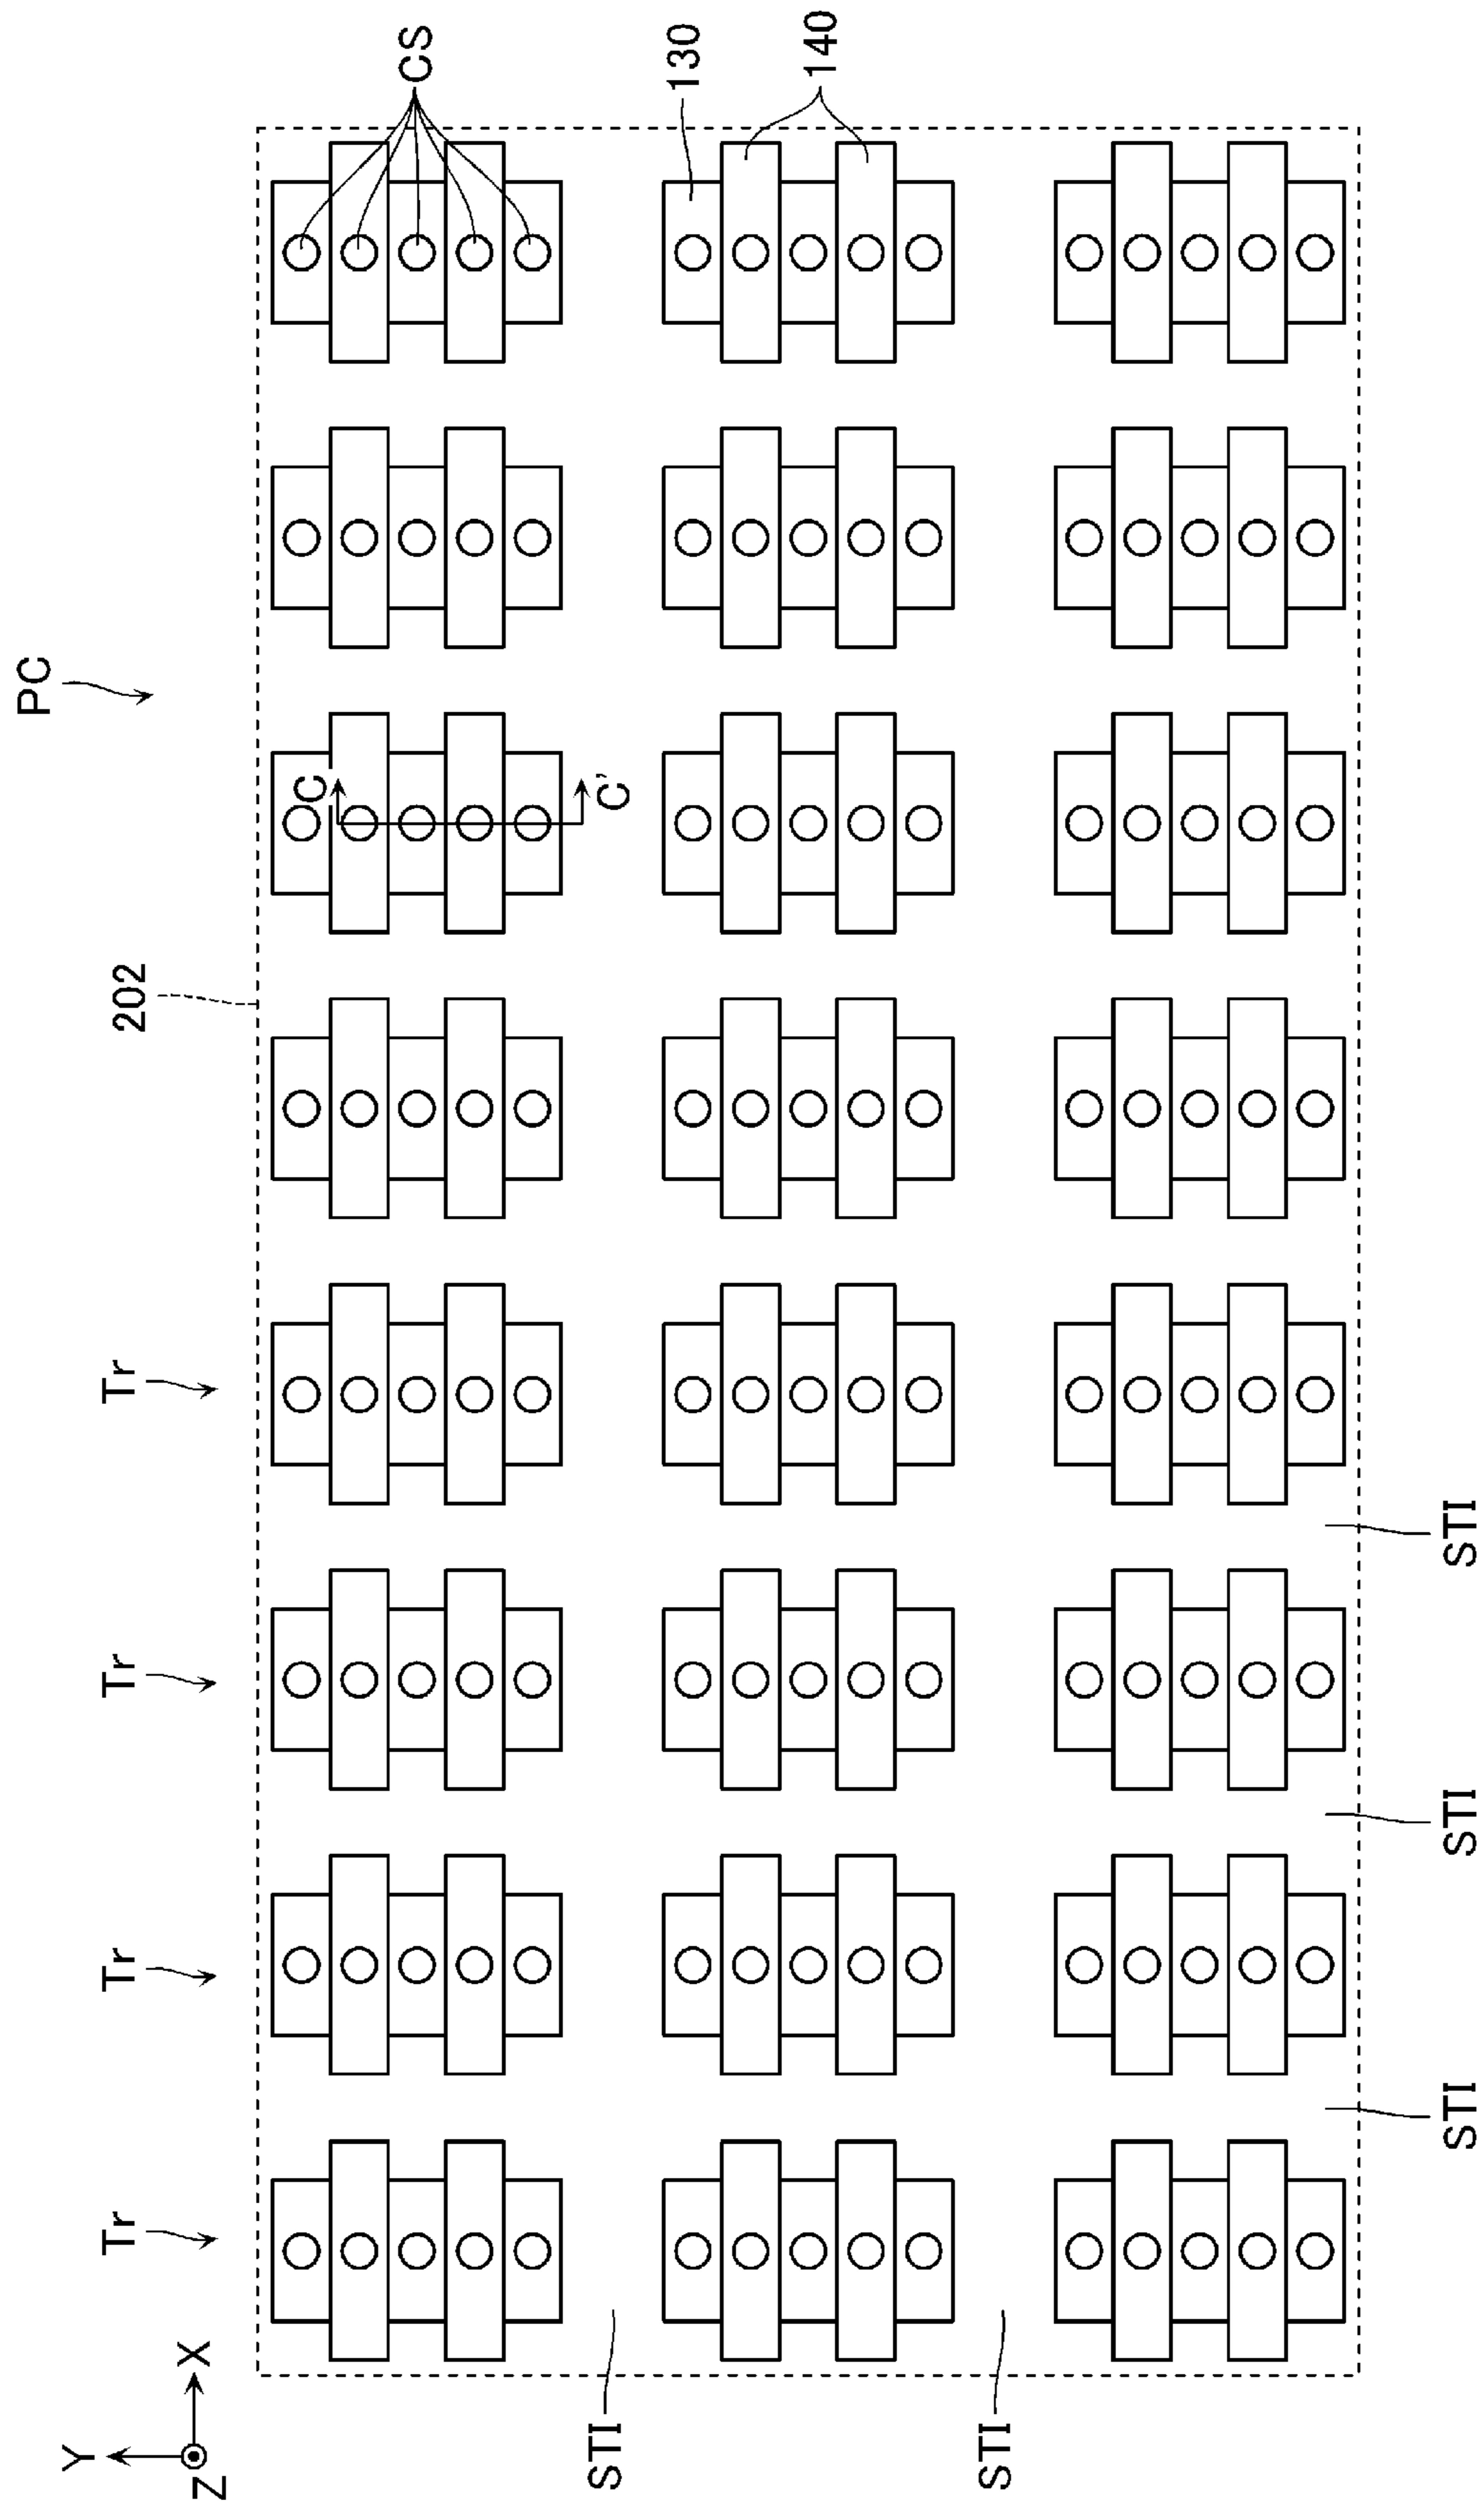 PC
202
Tr Tr Tr Tr
CS
130
140
C
C'
STI
STI
STI STI STI
Y
X
Z